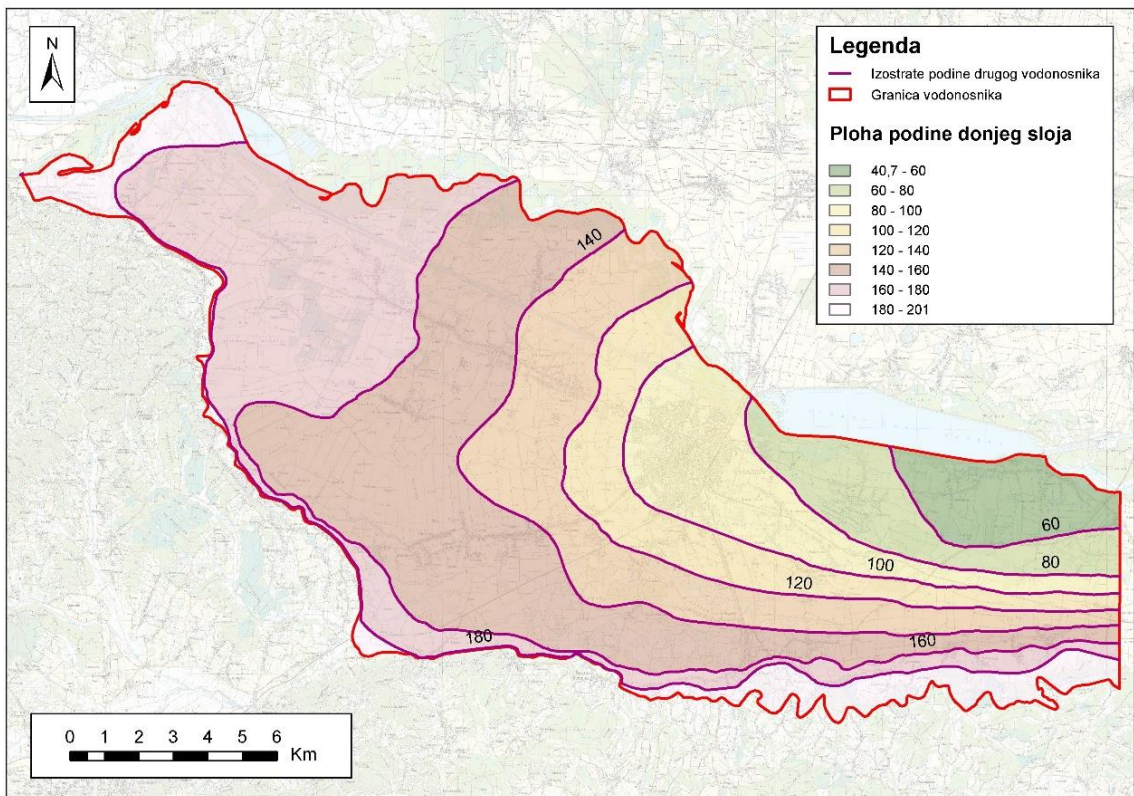 N
Legenda
Izostrate podine drugog vodonosnika
Granica vodonosnika
Ploha podine donjeg sloja
40,7 - 60
60 - 80
80 - 100
100 - 120
120 - 140
140 - 160
160 - 180
180 - 201
140
60
100
80
120
180
160
0 1 2 3 4 5 6
Km